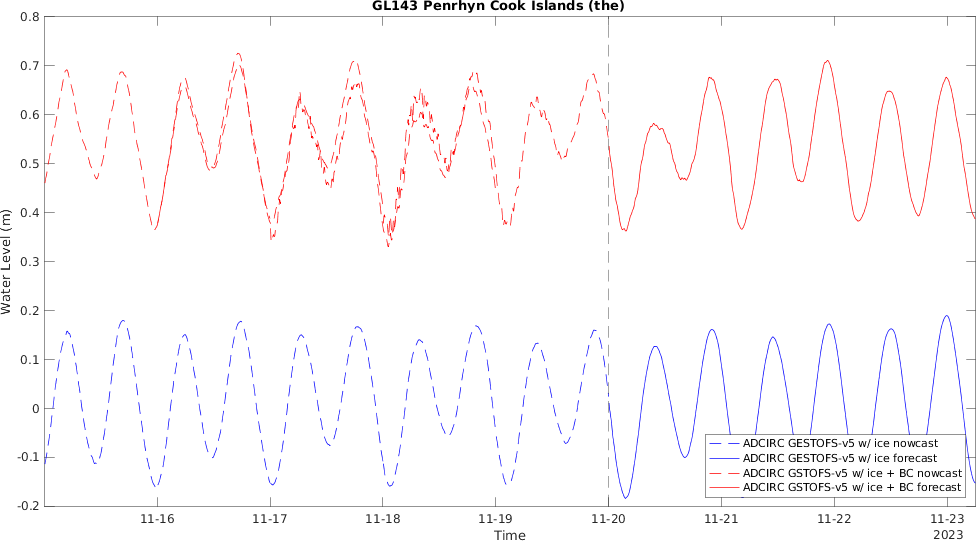 GL143 Penrhyn Cook Islands (the)
Water Level (m)
0.8
0.7
0.6
0.5
0.4
0.3
0.2
0.1
0
-0.1
-0.2
ADCIRC GESTOFS-v5 w/ ice nowcast
ADCIRC GESTOFS-v5 w/ ice forecast
ADCIRC GSTOFS-v5 w/ ice + BC nowcast
ADCIRC GSTOFS-v5 w/ ice + BC forecast
11-16 11-17 11-18 11-19 11-20 11-21 11-22 11-23
Time
2023